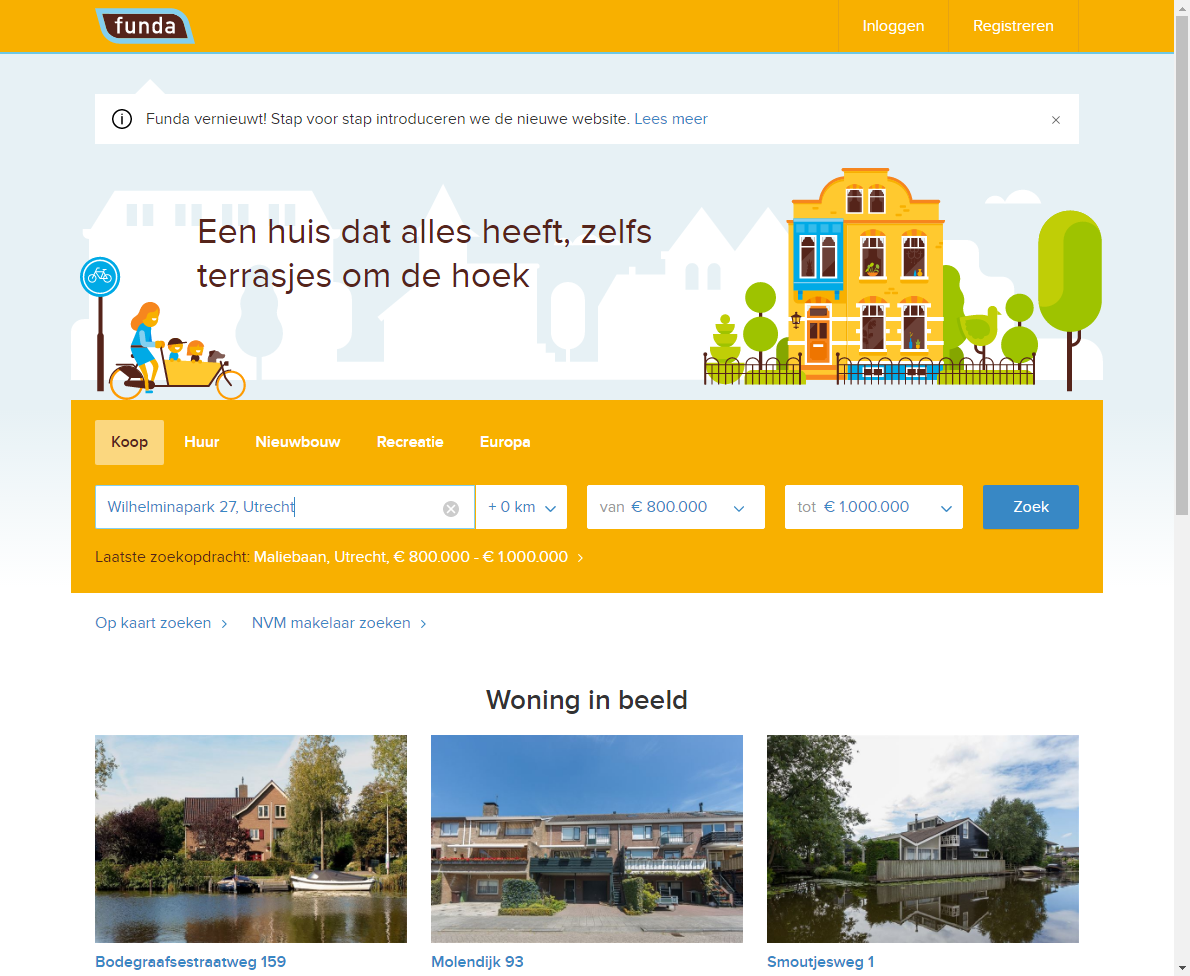 funda
Inloggen
Registreren
Funda vernieuwt! Stap voor stap introduceren we de nieuwe website. Lees meer
Een huis dat alles heeft, zelfs
terrasjes om de hoek
Koop
Huur
Nieuwbouw
Recreatie
Europa
Wilhelminapark 27, Utrecht
+ 0 km
van € 800.000
tot € 1.000.000
Zoek
Laatste zoekopdracht: Maliebaan, Utrecht, € 800.000 - € 1.000.000
Op kaart zoeken
NVM makelaar zoeken
Woning in beeld
Bodegraafsestraatweg 159
Molendijk 93
Smoutjesweg 1